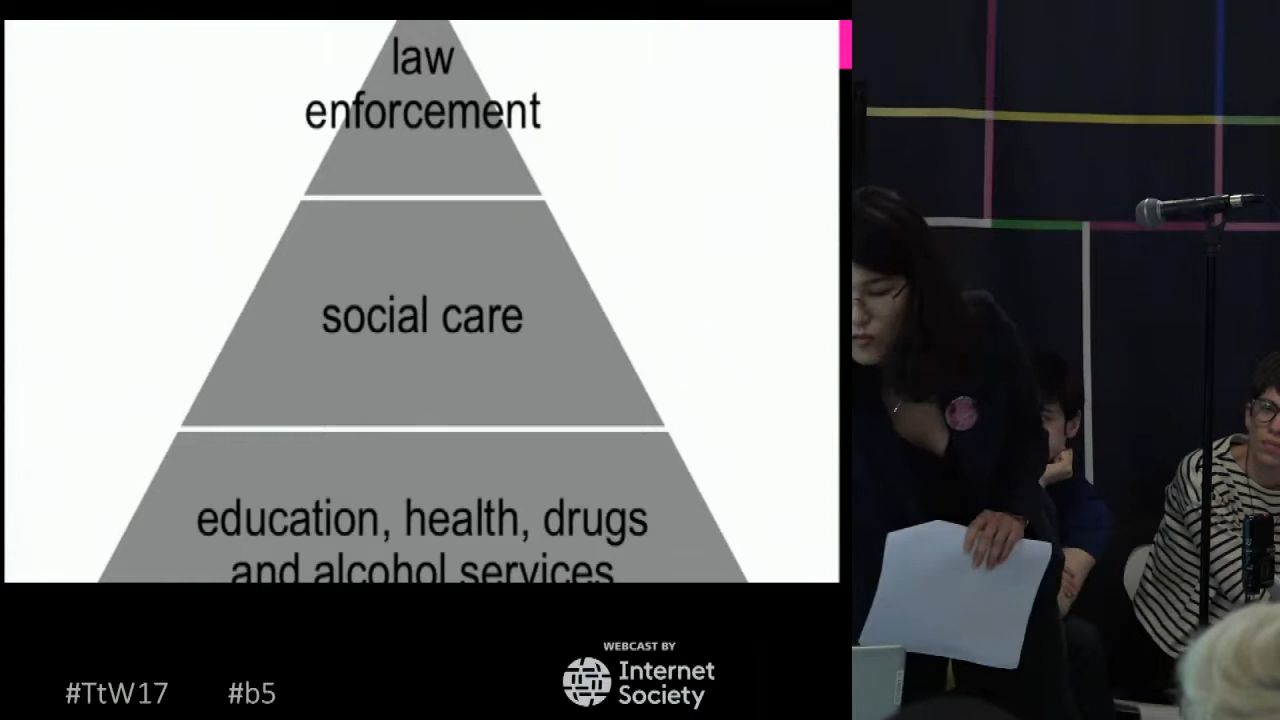 law
enforcement
social care
education, health, drugs
and alcohol services
#TtW17 #b5
WEBCAST BY
Internet
Society